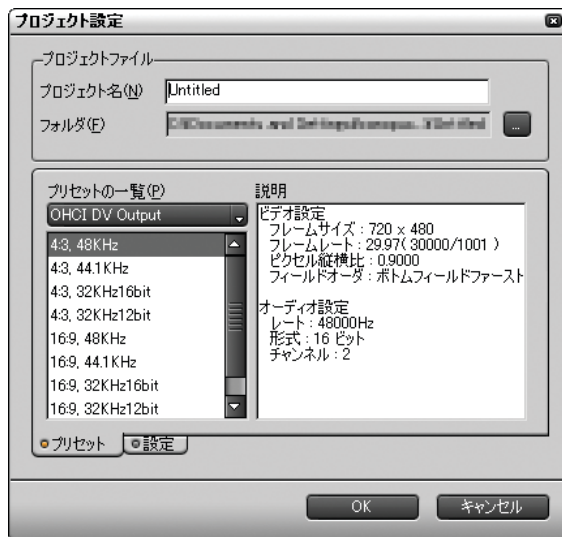 プロジェクト設定
プロジェクトファイル
プロジェクト名(N) Untitled
フォルダ(F)
...
プリセットの一覧(P)
OHCI DV Output
4:3, 48KHz
4:3, 44.1KHz
4:3, 32KHz16bit
4:3, 32KHz12bit
16:9, 48KHz
16:9, 44.1KHz
16:9, 32KHz16bit
16:9, 32KHz12bit
説明
ビデオ設定
フレームサイズ : 720 x 480
フレームレート : 29.97( 30000/1001 )
ピクセル縦横比 : 0.9000
フィールドオーダ : ボトムフィールドファースト
オーディオ設定
レート : 48000Hz
形式 : 16 ビット
チャンネル : 2
プリセット
設定
OK
キャンセル